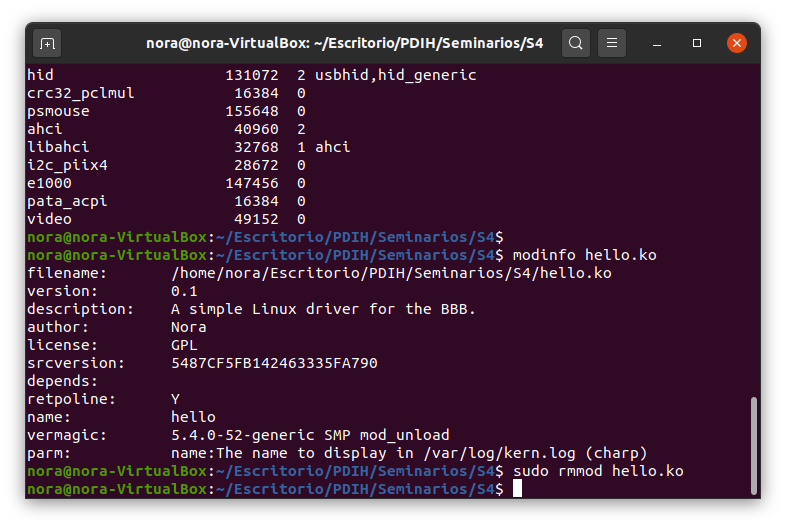 nora@nora-VirtualBox: ~/Escritorio/PDIH/Seminarios/S4
hid                   131072  2 usbhid,hid_generic
crc32_pclmul           16384  0
psmouse               155648  0
ahci                   40960  2
libahci                32768  1 ahci
i2c_piix4              28672  0
e1000                 147456  0
pata_acpi              16384  0
video                  49152  0
nora@nora-VirtualBox:~/Escritorio/PDIH/Seminarios/S4$
nora@nora-VirtualBox:~/Escritorio/PDIH/Seminarios/S4$ modinfo hello.ko
filename:       /home/nora/Escritorio/PDIH/Seminarios/S4/hello.ko
version:        0.1
description:    A simple Linux driver for the BBB.
author:         Nora
license:        GPL
srcversion:     5487CF5FB142463335FA790
depends:
retpoline:      Y
name:           hello
vermagic:       5.4.0-52-generic SMP mod_unload
parm:           name:The name to display in /var/log/kern.log (charp)
nora@nora-VirtualBox:~/Escritorio/PDIH/Seminarios/S4$ sudo rmmod hello.ko
nora@nora-VirtualBox:~/Escritorio/PDIH/Seminarios/S4$